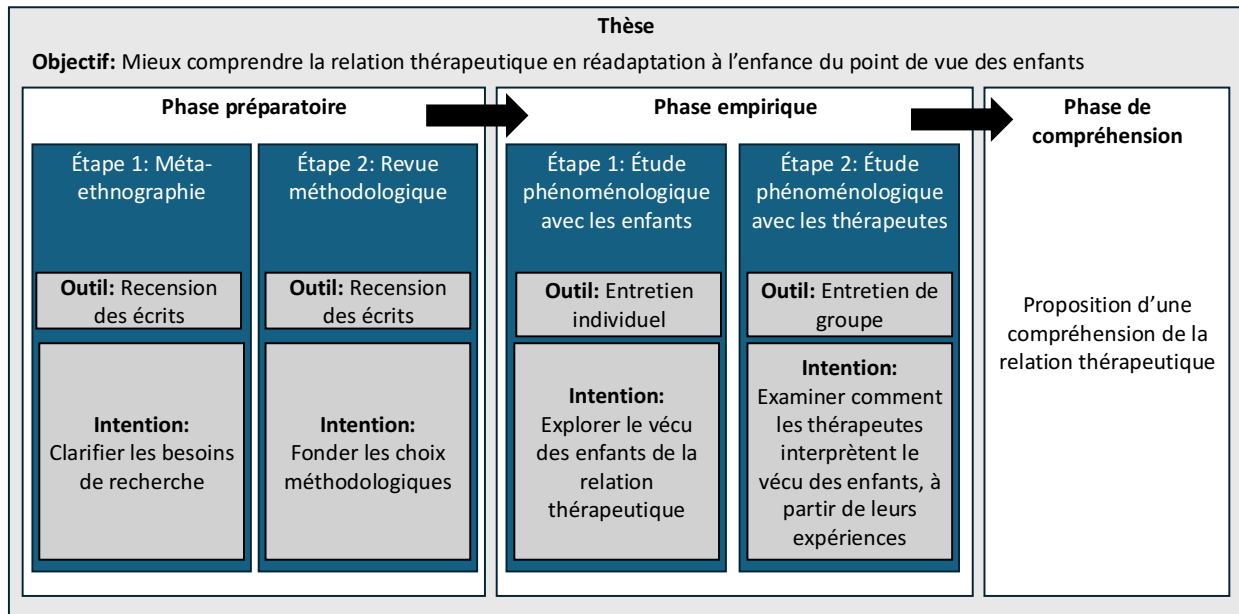 Thèse
Objectif: Mieux comprendre la relation thérapeutique en réadaptation à l’enfance du point de vue des enfants
Phase préparatoire
Étape 1: Méta-
ethnographie
Outil: Recension
des écrits
Intention:
Clarifier les besoins
de recherche
Étape 2: Revue
méthodologique
Outil: Recension
des écrits
Intention:
Fonder les choix
méthodologiques
Phase empirique
Étape 1: Étude
phénoménologique
avec les enfants
Outil: Entretien
individuel
Intention:
Explorer le vécu
des enfants de la
relation
thérapeutique
Étape 2: Étude
phénoménologique
avec les thérapeutes
Outil: Entretien de
groupe
Intention:
Examiner comment
les thérapeutes
interprètent le
vécu des enfants, à
partir de leurs
expériences
Phase de
compréhension
Proposition d’une
compréhension de la
relation thérapeutique